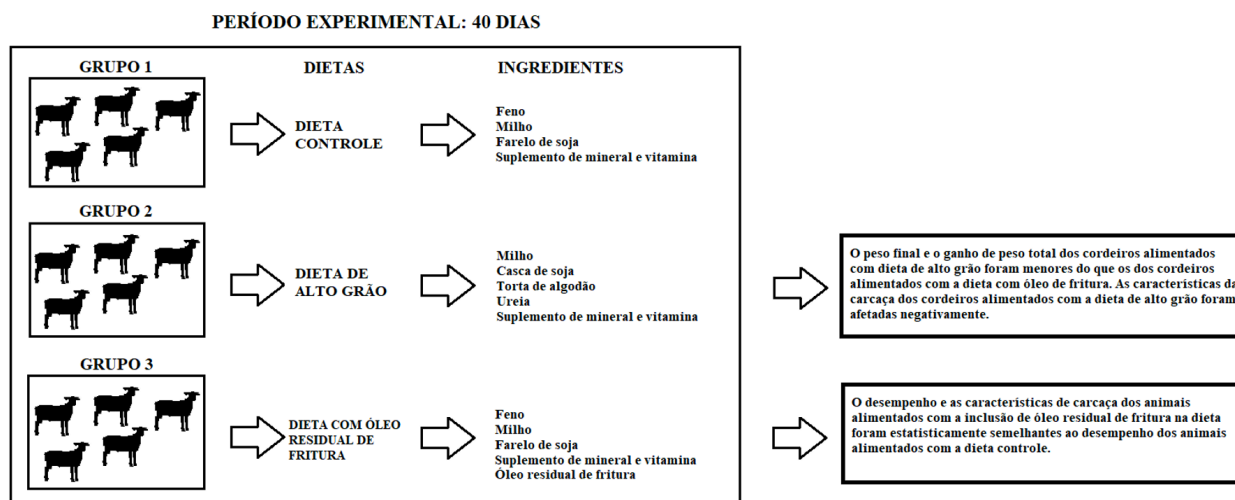 PERÍODO EXPERIMENTAL: 40 DIAS
GRUPO 1
DIETAS
INGREDIENTES
DIETA
CONTROLE
Feno
Milho
Farelo de soja
Suplemento de mineral e vitamina
GRUPO 2
DIETA DE
ALTO GRÃO
Milho
Casca de soja
Torta de algodão
Ureia
Suplemento de mineral e vitamina
O peso final e o ganho de peso total dos cordeiros alimentados
com dieta de alto grão foram menores do que os dos cordeiros
alimentados com a dieta com óleo de fritura. As características da
carcaça dos cordeiros alimentados com a dieta de alto grão foram
afetadas negativamente.
GRUPO 3
DIETA COM ÓLEO
RESIDUAL DE
FRITURA
Feno
Milho
Farelo de soja
Suplemento de mineral e vitamina
Óleo residual de fritura
O desempenho e as características de carcaça dos animais
alimentados com a inclusão de óleo residual de fritura na dieta
foram estatisticamente semelhantes ao desempenho dos animais
alimentados com a dieta controle.